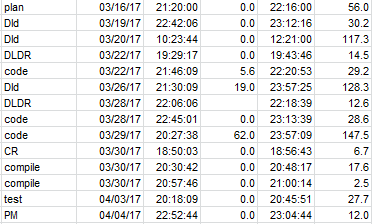 plan 03/16/17 21:20:00 0.0 22:16:00 56.0
Dld 03/19/17 22:42:06 0.0 23:12:16 30.2
Dld 03/20/17 10:23:44 0.0 12:21:00 117.3
DLDR 03/22/17 19:29:17 0.0 19:43:46 14.5
code 03/22/17 21:46:09 5.6 22:20:53 29.2
Dld 03/26/17 21:30:09 19.0 23:57:25 128.3
DLDR 03/28/17 22:06:06 22:18:39 12.6
code 03/28/17 22:45:01 0.0 23:13:39 28.6
code 03/29/17 20:27:38 62.0 23:57:09 147.5
CR 03/30/17 18:50:03 0.0 18:56:43 6.7
compile 03/30/17 20:30:42 0.0 20:48:17 17.6
compile 03/30/17 20:57:46 0.0 21:00:14 2.5
test 04/03/17 20:18:09 0.0 20:45:51 27.7
PM 04/04/17 22:52:44 0.0 23:04:44 12.0